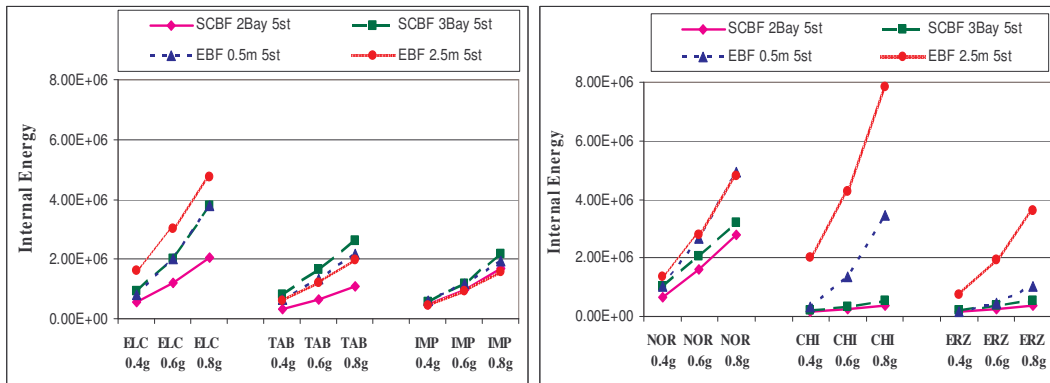 SCBF 2Bay 5st
SCBF 3Bay 5st
EBF 0.5m 5st
EBF 2.5m 5st
8.00E+06
6.00E+06
4.00E+06
2.00E+06
0.00E+00
Internal Energy
ELC ELC ELC TAB TAB TAB IMP IMP IMP
0.4g 0.6g 0.8g 0.4g 0.6g 0.8g 0.4g 0.6g 0.8g
SCBF 2Bay 5st
SCBF 3Bay 5st
EBF 0.5m 5st
EBF 2.5m 5st
8.00E+06
6.00E+06
4.00E+06
2.00E+06
0.00E+00
Internal Energy
NOR NOR NOR CHI CHI CHI ERZ ERZ ERZ
0.4g 0.6g 0.8g 0.4g 0.6g 0.8g 0.4g 0.6g 0.8g